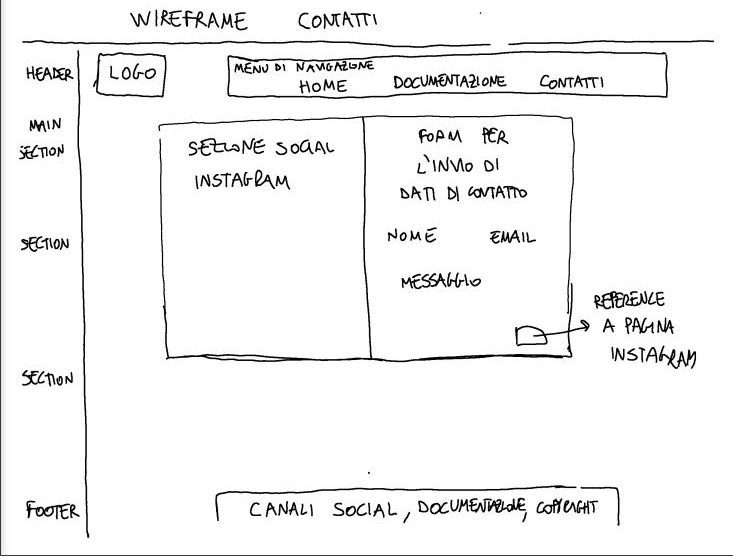 WIREFRAME CONTATTI
HEADER
LOGO
MENU DI NAVIGAZIONE
HOME DOCUMENTAZIONE CONTATTI
MAIN
SECTION
SEZIONE SOCIAL
INSTAGRAM
FORM PER
L'INVIO DI
DATI DI CONTATTO
NOME EMAIL
MESSAGGIO
SECTION
REFERENCE
A PAGINA
INSTAGRAM
SECTION
FOOTER
CANALI SOCIAL, DOCUMENTAZIONE, COPYRIGHT